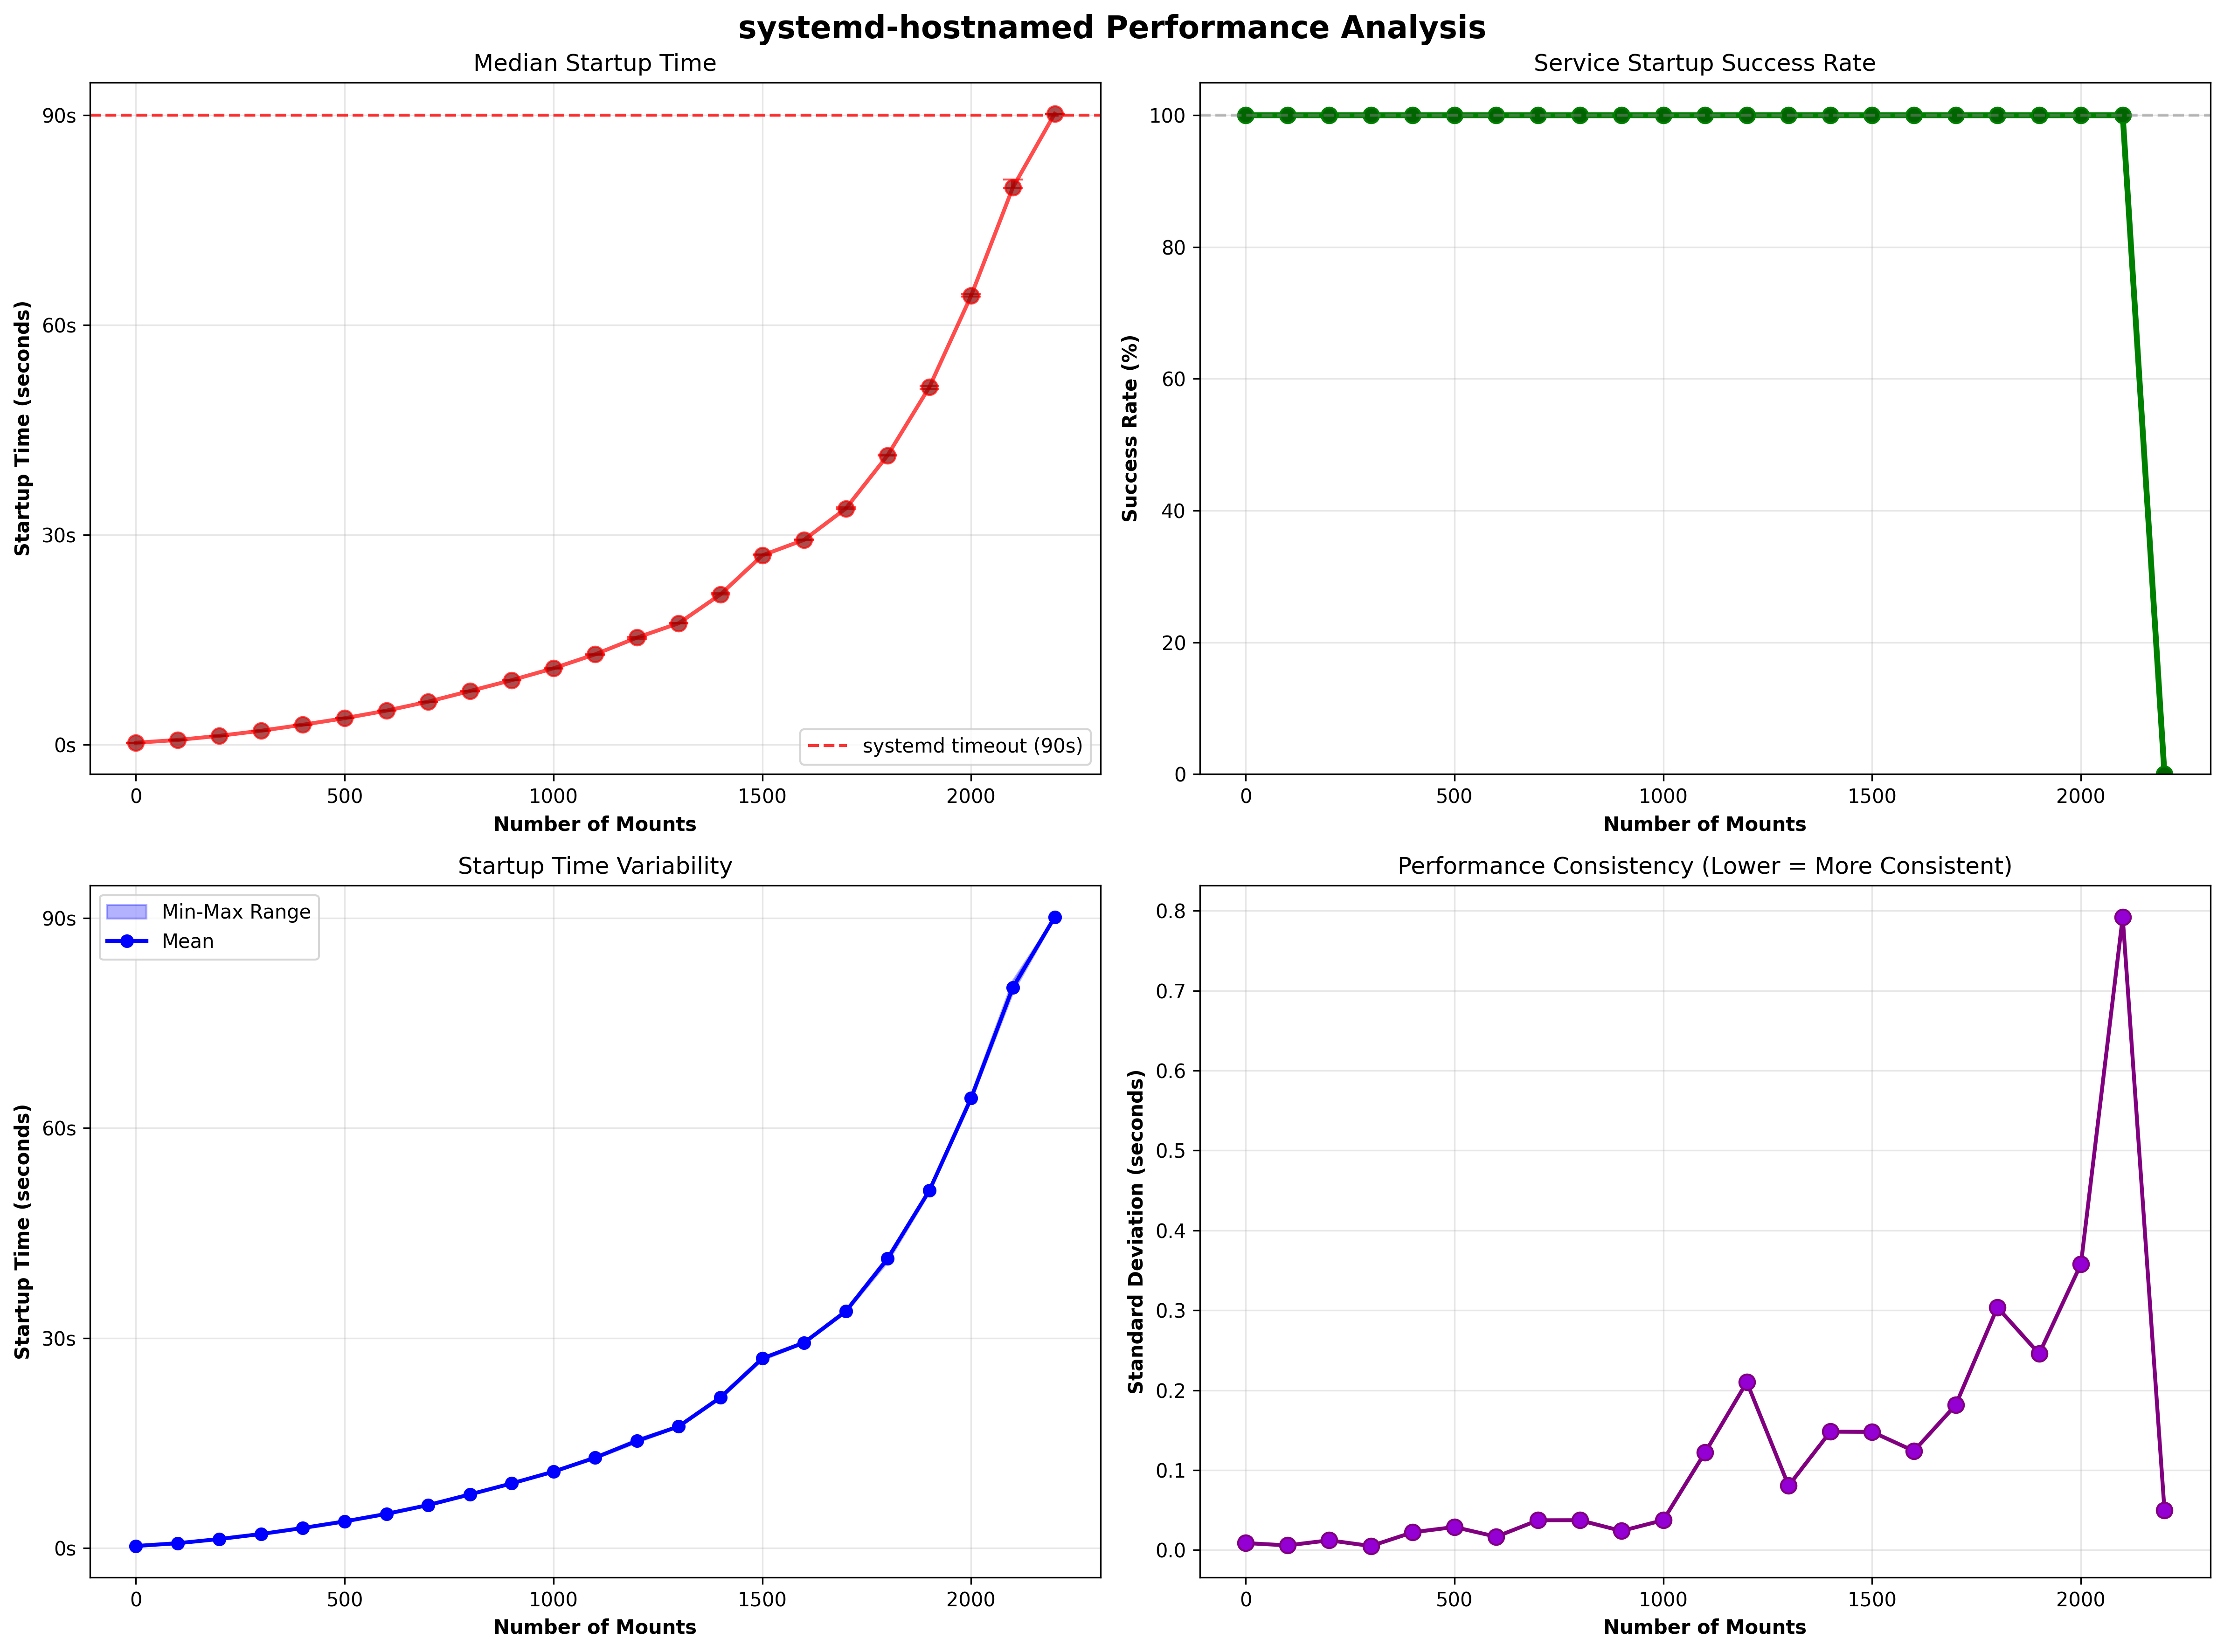 systemd-hostnamed Performance Analysis
Median Startup Time
Startup Time (seconds)
90s
60s
30s
0s
systemd timeout (90s)
0 500 1000 1500 2000
Number of Mounts
Service Startup Success Rate
Success Rate (%)
100
80
60
40
20
0
0 500 1000 1500 2000
Number of Mounts
Startup Time Variability
Min-Max Range
Mean
Startup Time (seconds)
90s
60s
30s
0s
0 500 1000 1500 2000
Number of Mounts
Performance Consistency (Lower = More Consistent)
Standard Deviation (seconds)
0.8
0.7
0.6
0.5
0.4
0.3
0.2
0.1
0.0
0 500 1000 1500 2000
Number of Mounts